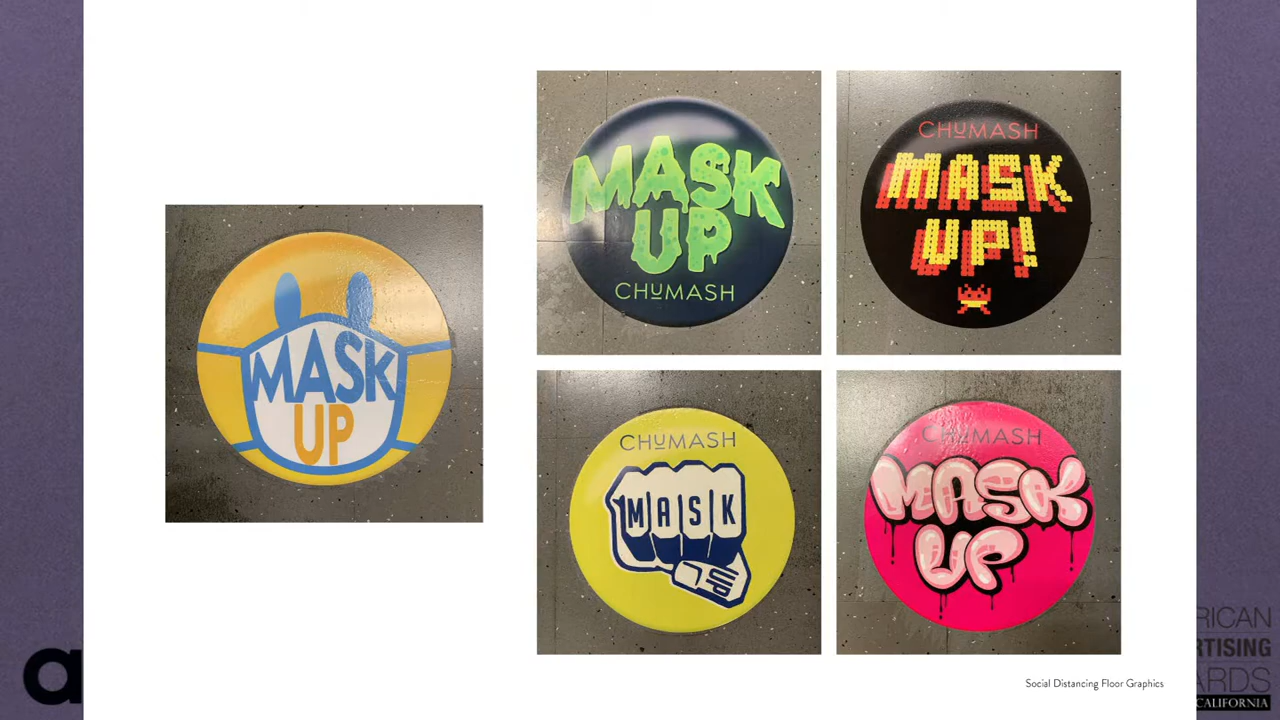 MASK
UP
MASK
UP
CHUMASH
CHUMASH
MASK
UP!
CHUMASH
MASK
UP
CHUMASH
MASK
UP
Social Distancing Floor Graphics
a
RICAN
RTISING
ARDS
CALIFORNIA